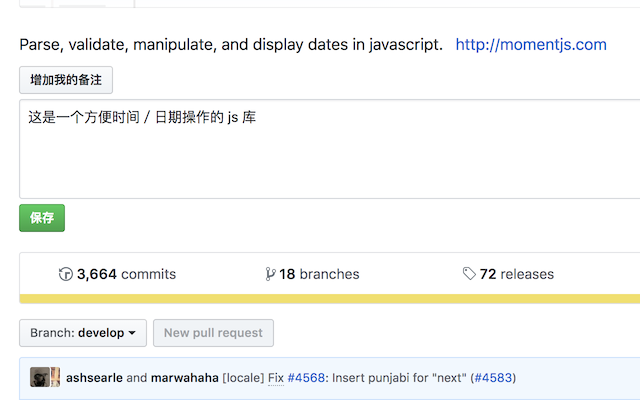 Parse, validate, manipulate, and display dates in javascript. http://momentjs.com
增加我的备注
这是一个方便时间 / 日期操作的 js 库
保存
3,664 commits 18 branches 72 releases
Branch: develop New pull request
ashsearle and marwahaha [locale] Fix #4568: Insert punjabi for "next" (#4583)